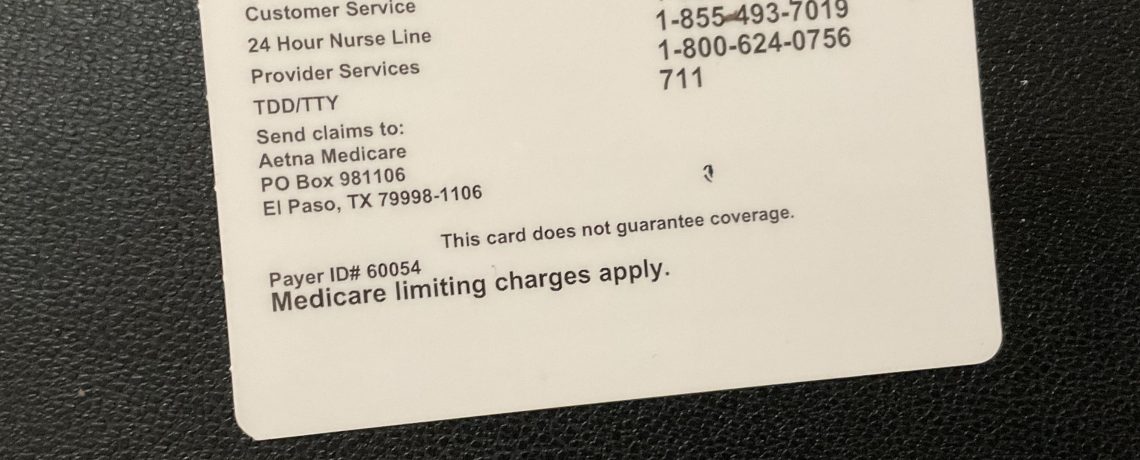 Customer Service
24 Hour Nurse Line 1-855-493-7019
Provider Services 1-800-624-0756
TDD/TTY 711
Send claims to:
Aetna Medicare
PO Box 981106
El Paso, TX 79998-1106
This card does not guarantee coverage.
Payer ID# 60054
Medicare limiting charges apply.